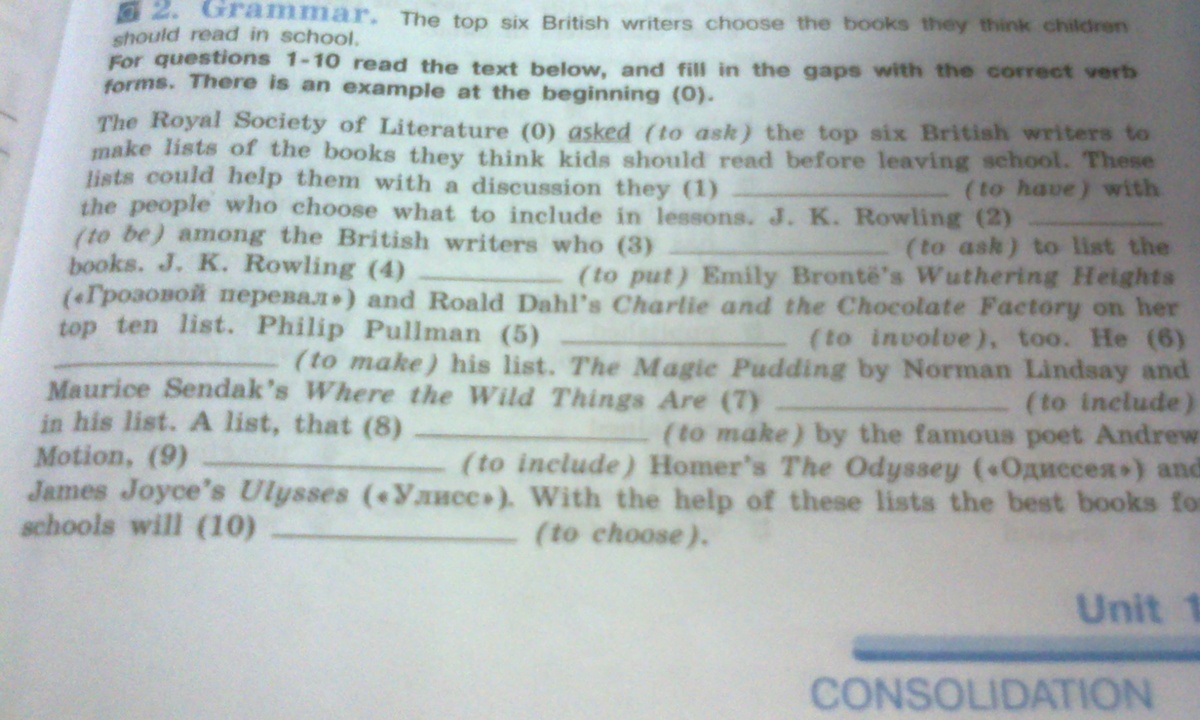 2. Grammar. The top six British writers choose the books they think children
should read in school.
For questions 1-10 read the text below, and fill in the gaps with the correct verb
forms. There is an example at the beginning (0).
The Royal Society of Literature (0) asked (to ask) the top six British writers to
make lists of the books they think kids should read before leaving school. These
lists could help them with a discussion they (1) ____________ (to have) with
the people who choose what to include in lessons. J. K. Rowling (2) ____________
(to be) among the British writers who (3) ____________ (to ask) to list the
books. J. K. Rowling (4) ____________ (to put) Emily Brontë's Wuthering Heights
(«Грозовой перевал») and Roald Dahl's Charlie and the Chocolate Factory on her
top ten list. Philip Pullman (5) ____________ (to involve), too. He (6)
____________ (to make) his list. The Magic Pudding by Norman Lindsay and
Maurice Sendak's Where the Wild Things Are (7) ____________ (to include)
in his list. A list, that (8) ____________ (to make) by the famous poet Andrew
Motion, (9) ____________ (to include) Homer's The Odyssey («Одиссея») and
James Joyce's Ulysses («Улисс»). With the help of these lists the best books fo
schools will (10) ____________ (to choose).
Unit 1
CONSOLIDATION